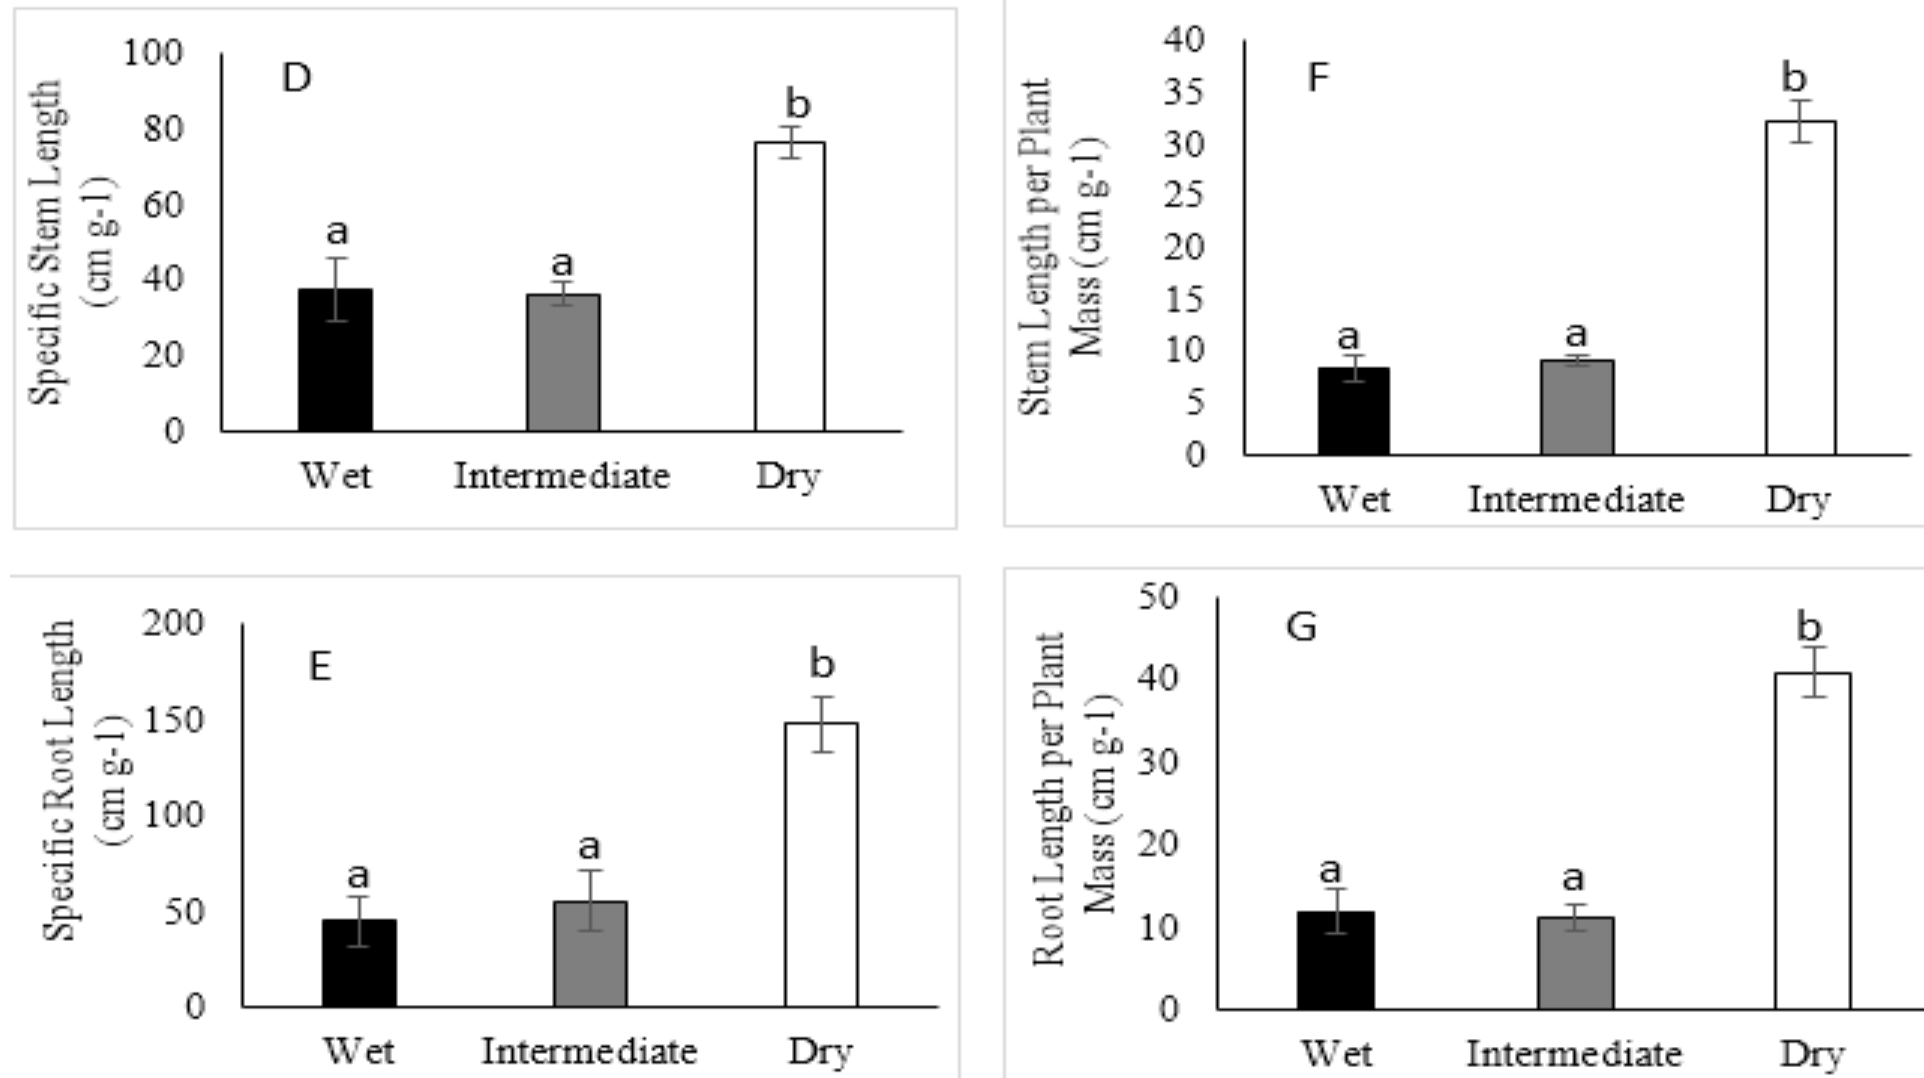 D
Specific Stem Length
(cm g-1)
100
80
60
40
20
0
a
a
b
Wet Intermediate Dry
F
Stem Length per Plant
Mass (cm g-1)
40
35
30
25
20
15
10
5
0
a
a
b
Wet Intermediate Dry
E
Specific Root Length
(cm g-1)
200
150
100
50
0
a
a
b
Wet Intermediate Dry
G
Root Length per Plant
Mass (cm g-1)
50
40
30
20
10
0
a
a
b
Wet Intermediate Dry